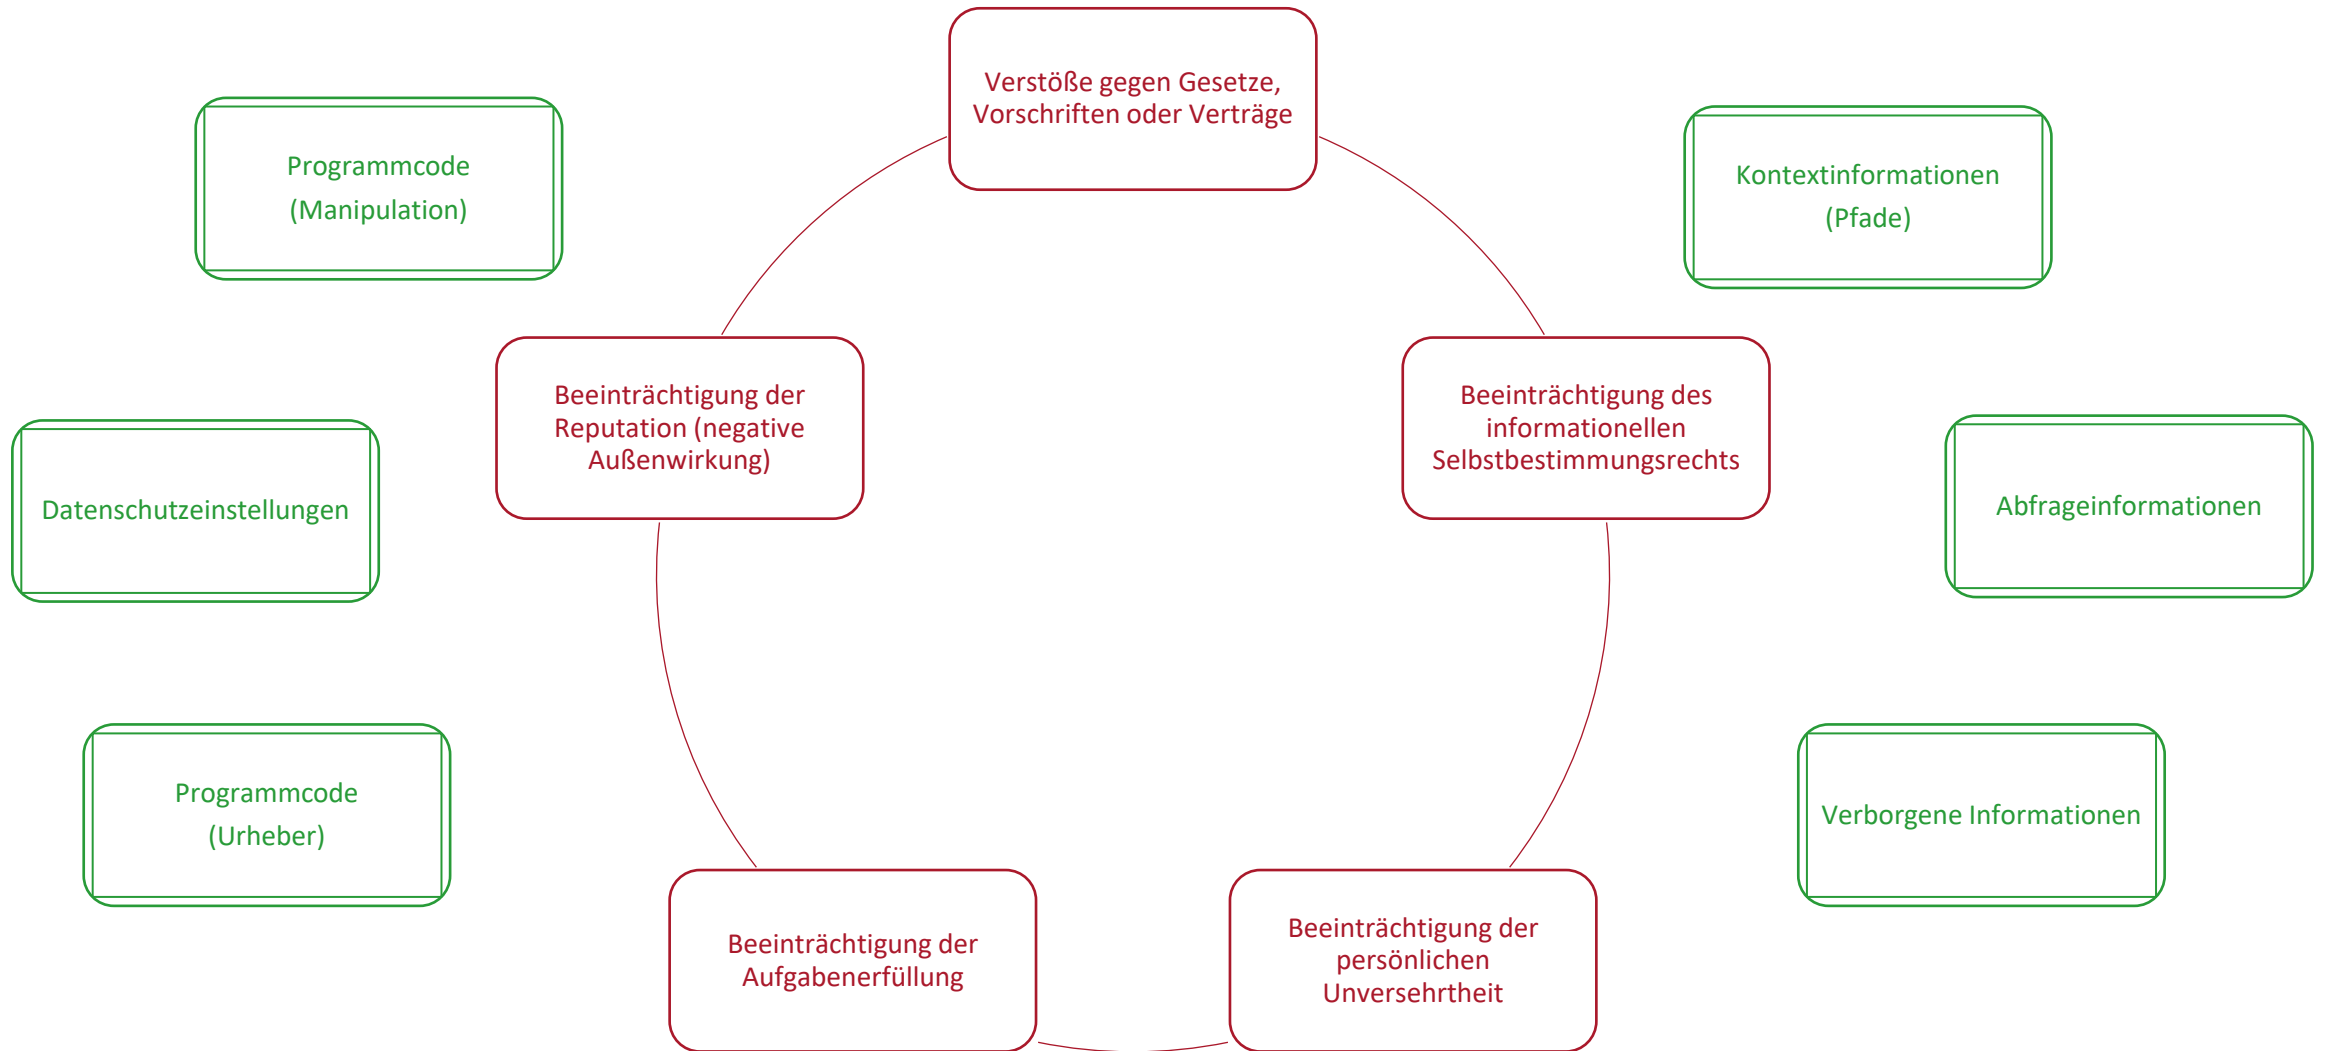 Verstöße gegen Gesetze,
Vorschriften oder Verträge
Programmcode
(Manipulation)
Kontextinformationen
(Pfade)
Beeinträchtigung der
Reputation (negative
Außenwirkung)
Beeinträchtigung des
informationellen
Selbstbestimmungsrechts
Datenschutzeinstellungen
Abfrageinformationen
Programmcode
(Urheber)
Verborgene Informationen
Beeinträchtigung der
Aufgabenerfüllung
Beeinträchtigung der
persönlichen
Unversehrtheit